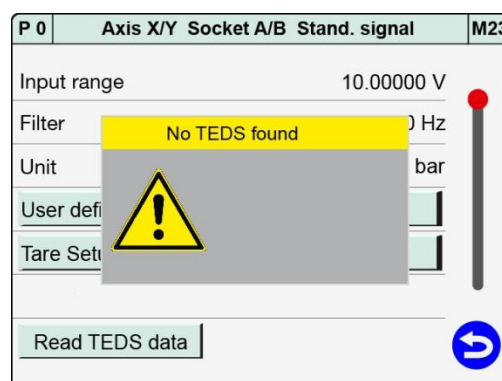 P 0 Axis X/Y Socket A/B Stand. signal M23
Input range 10.00000 V
Filter Hz
No TEDS found
Unit bar
User defi
Tare Setu
Read TEDS data